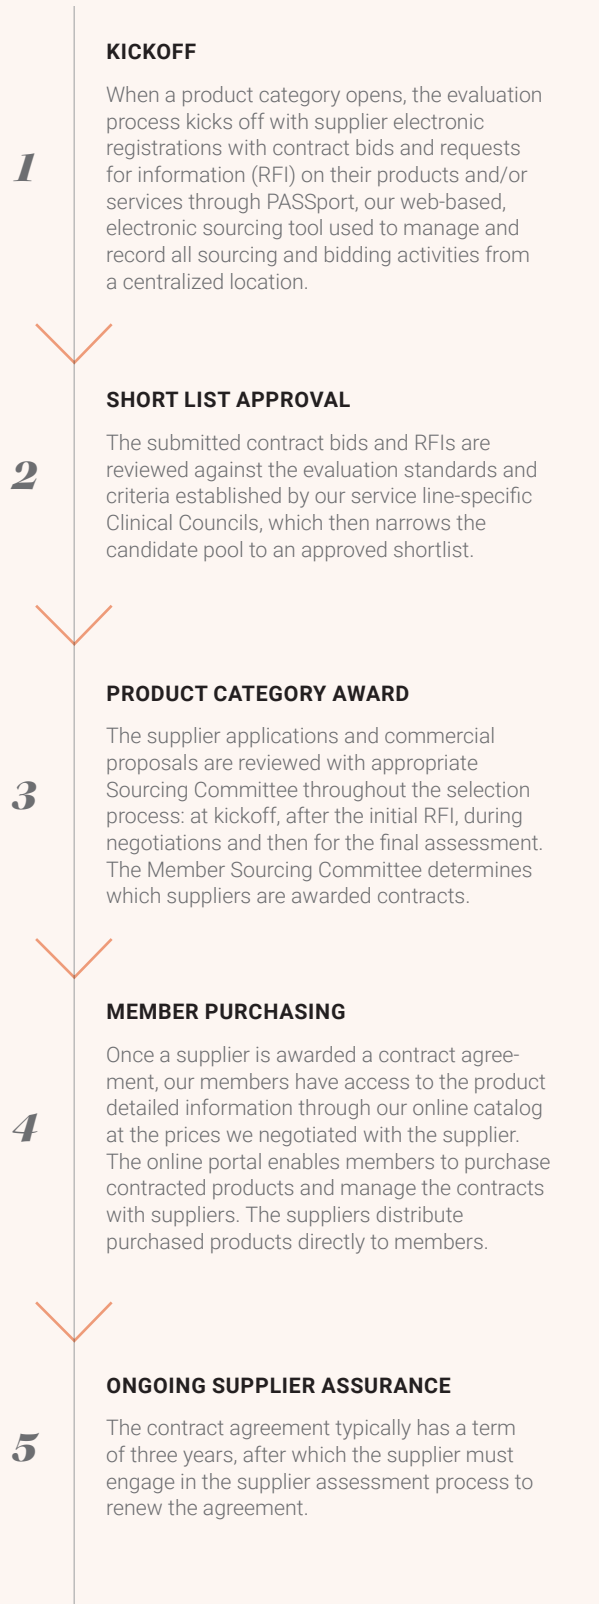 KICKOFF
When a product category opens, the evaluation
process kicks off with supplier electronic
registrations with contract bids and requests
1
for information (RFI) on their products and/or
services through PASSport, our web-based,
electronic sourcing tool used to manage and
record all sourcing and bidding activities from
a centralized location.
SHORT LIST APPROVAL
The submitted contract bids and RFIs are
2
reviewed against the evaluation standards and
criteria established by our service line-specific
Clinical Councils, which then narrows the
candidate pool to an approved shortlist.
PRODUCT CATEGORY AWARD
The supplier applications and commercial
proposals are reviewed with appropriate
3
Sourcing Committee throughout the selection
process: at kickoff, after the initial RFI, during
negotiations and then for the final assessment.
The Member Sourcing Committee determines
which suppliers are awarded contracts.
MEMBER PURCHASING
Once a supplier is awarded a contract agree-
ment, our members have access to the product
detailed information through our online catalog
4
at the prices we negotiated with the supplier.
The online portal enables members to purchase
contracted products and manage the contracts
with suppliers. The suppliers distribute
purchased products directly to members.
ONGOING SUPPLIER ASSURANCE
The contract agreement typically has a term
5
of three years, after which the supplier must
engage in the supplier assessment process to
renew the agreement.